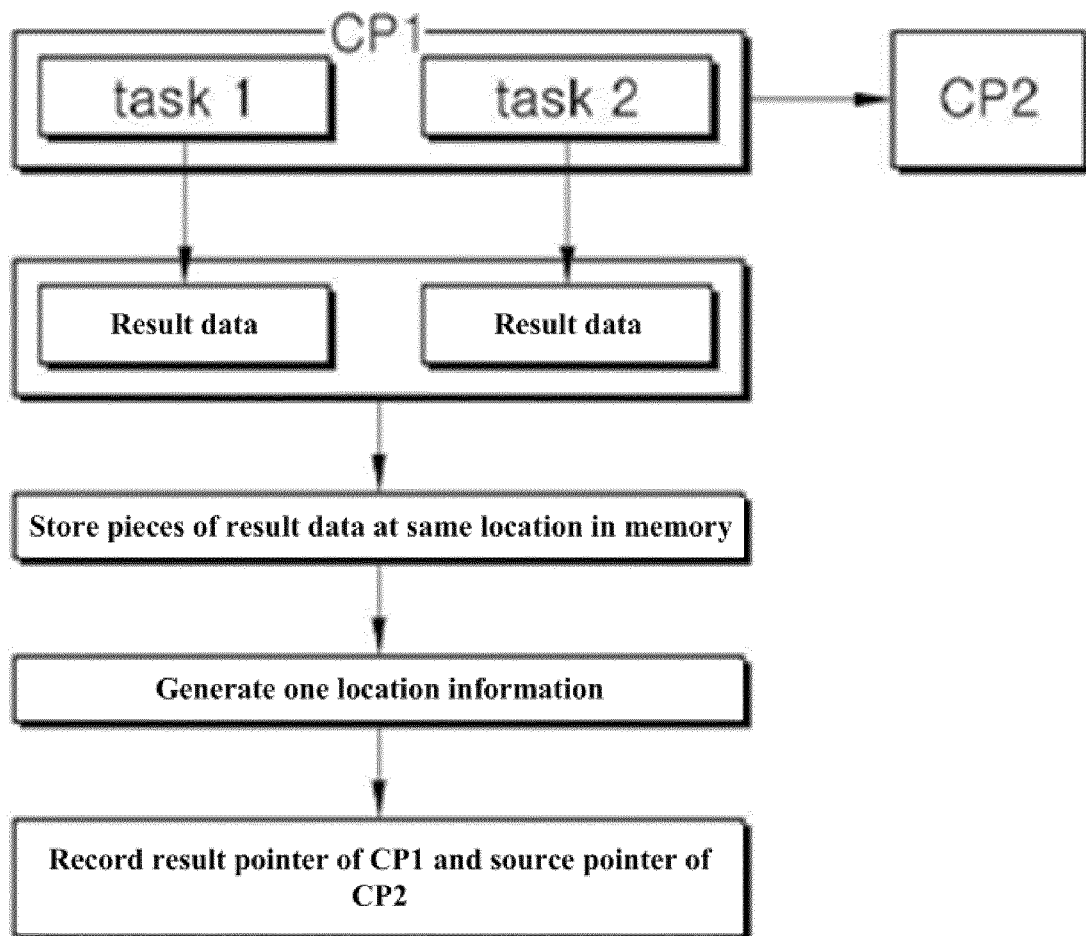 CP1
task 1
task 2
CP2
Result data
Result data
Store pieces of result data at same location in memory
Generate one location information
Record result pointer of CP1 and source pointer of
CP2